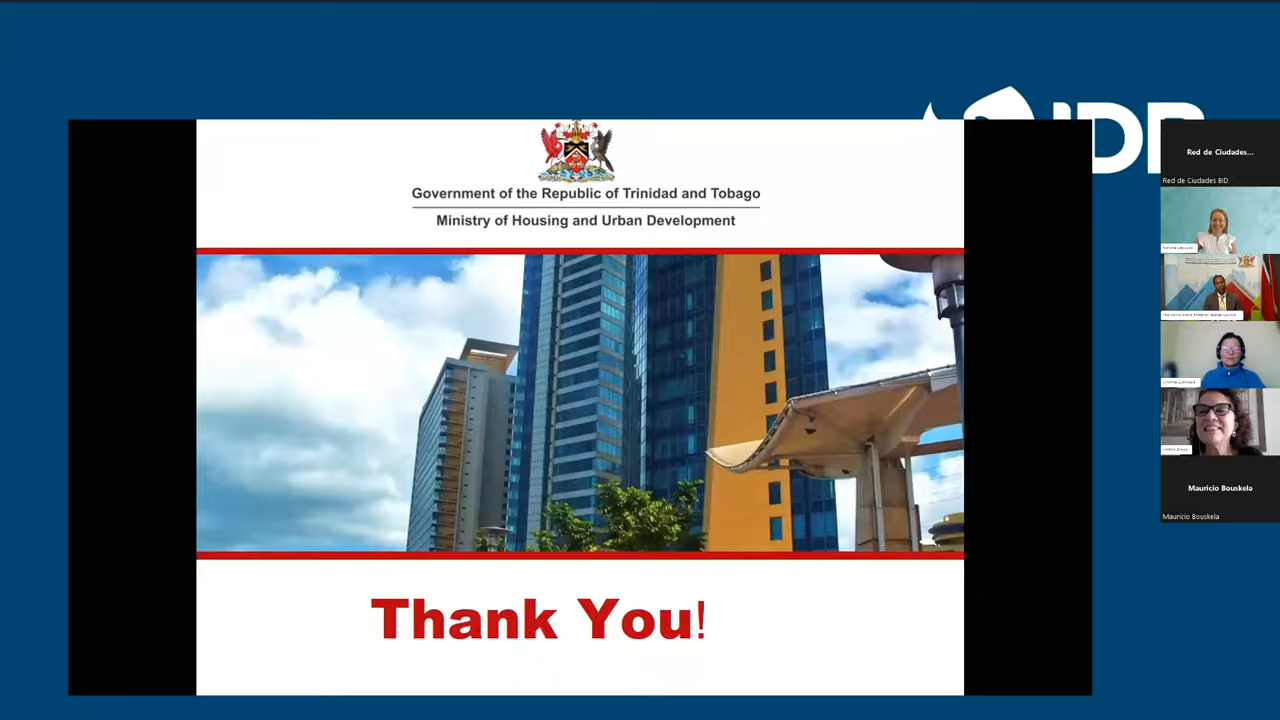 IDB
Government of the Republic of Trinidad and Tobago
Ministry of Housing and Urban Development
Thank You!
Red de Ciudades...
Red de Ciudades BID
Mauricio Bouskela
Mauricio Bouskela